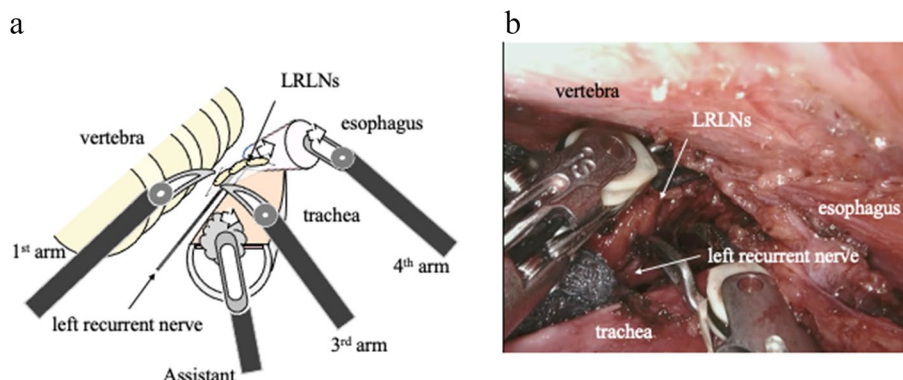 a
LRLNs
vertebra
esophagus
trachea
1st arm
4th arm
left recurrent nerve
3rd arm
Assistant
b
vertebra
LRLNs
esophagus
left recurrent nerve
trachea